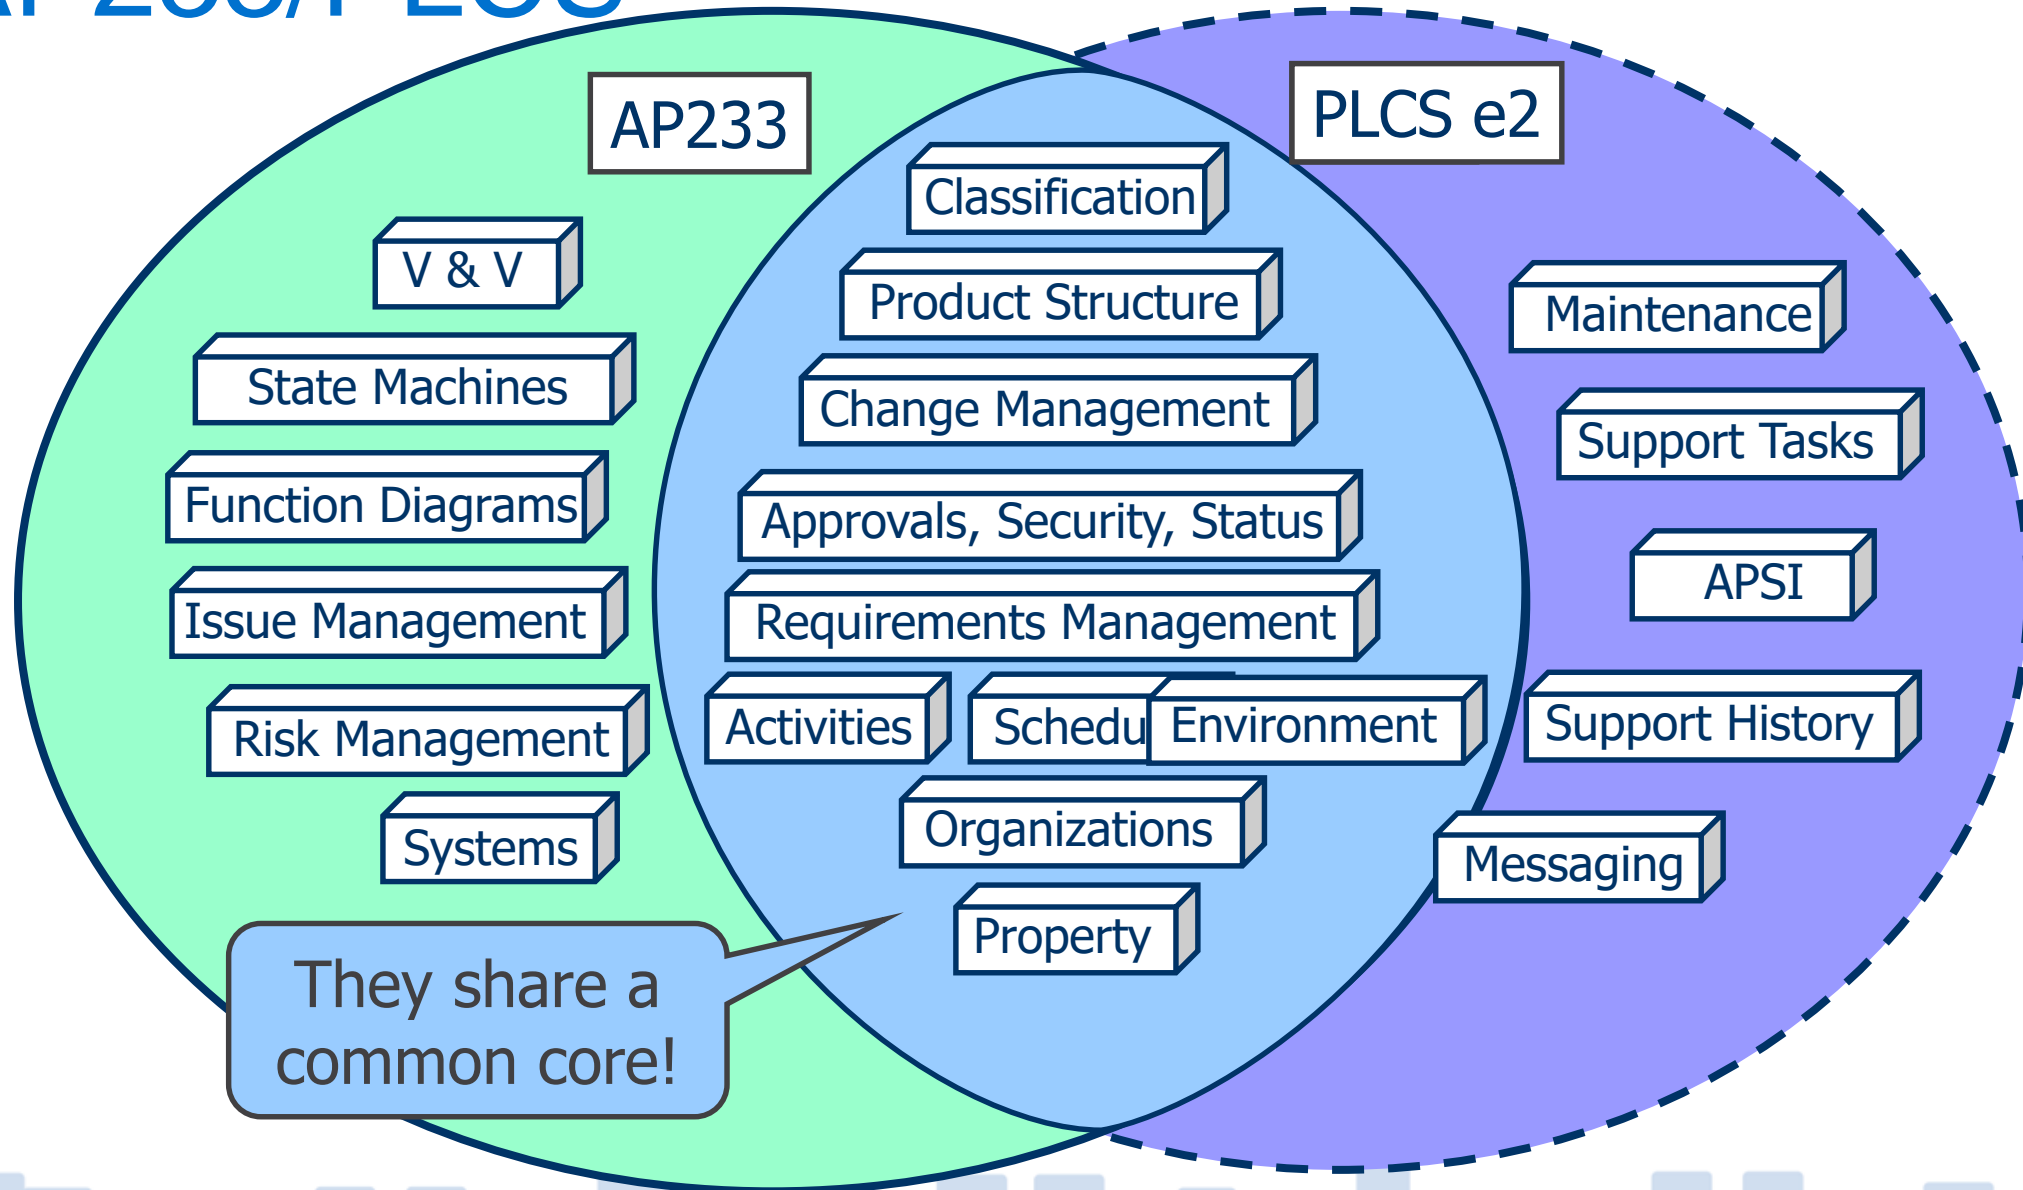 AP233/PLCS
AP233
PLCS e2
Classification
V & V
Product Structure
Maintenance
State Machines
Change Management
Support Tasks
Function Diagrams
Approvals, Security, Status
APSI
Issue Management
Requirements Management
Risk Management
Activities
Schedu
Environment
Support History
Systems
Organizations
Messaging
Property
They share a
common core!